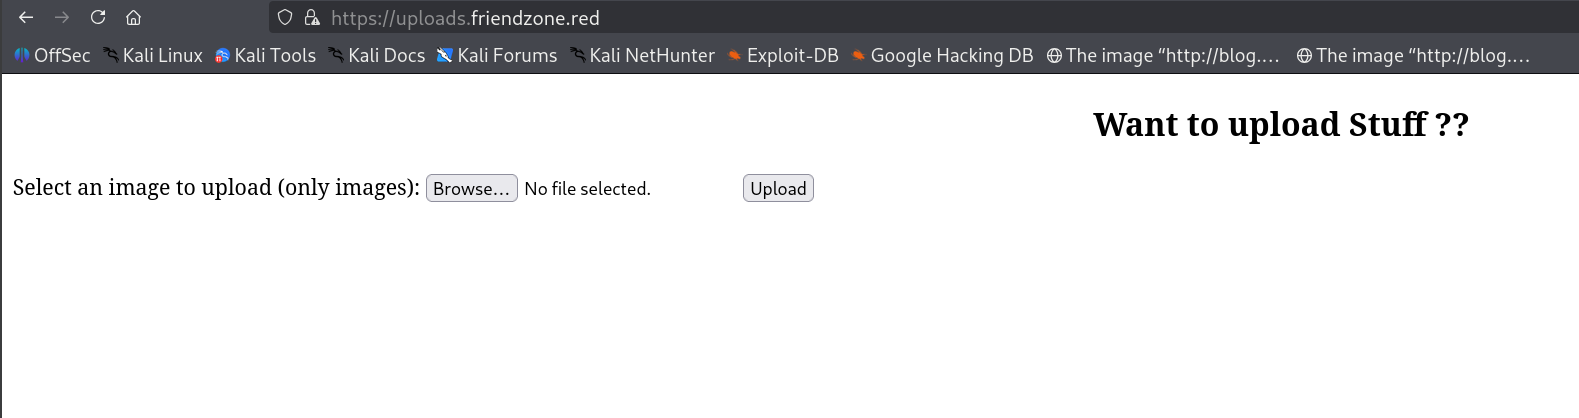 https://uploads.friendzone.red
OffSec Kali Linux Kali Tools Kali Docs Kali Forums Kali NetHunter Exploit-DB Google Hacking DB The image “http://blog.… The image “http://blog.…
Want to upload Stuff ??
Select an image to upload (only images): Browse… No file selected. Upload